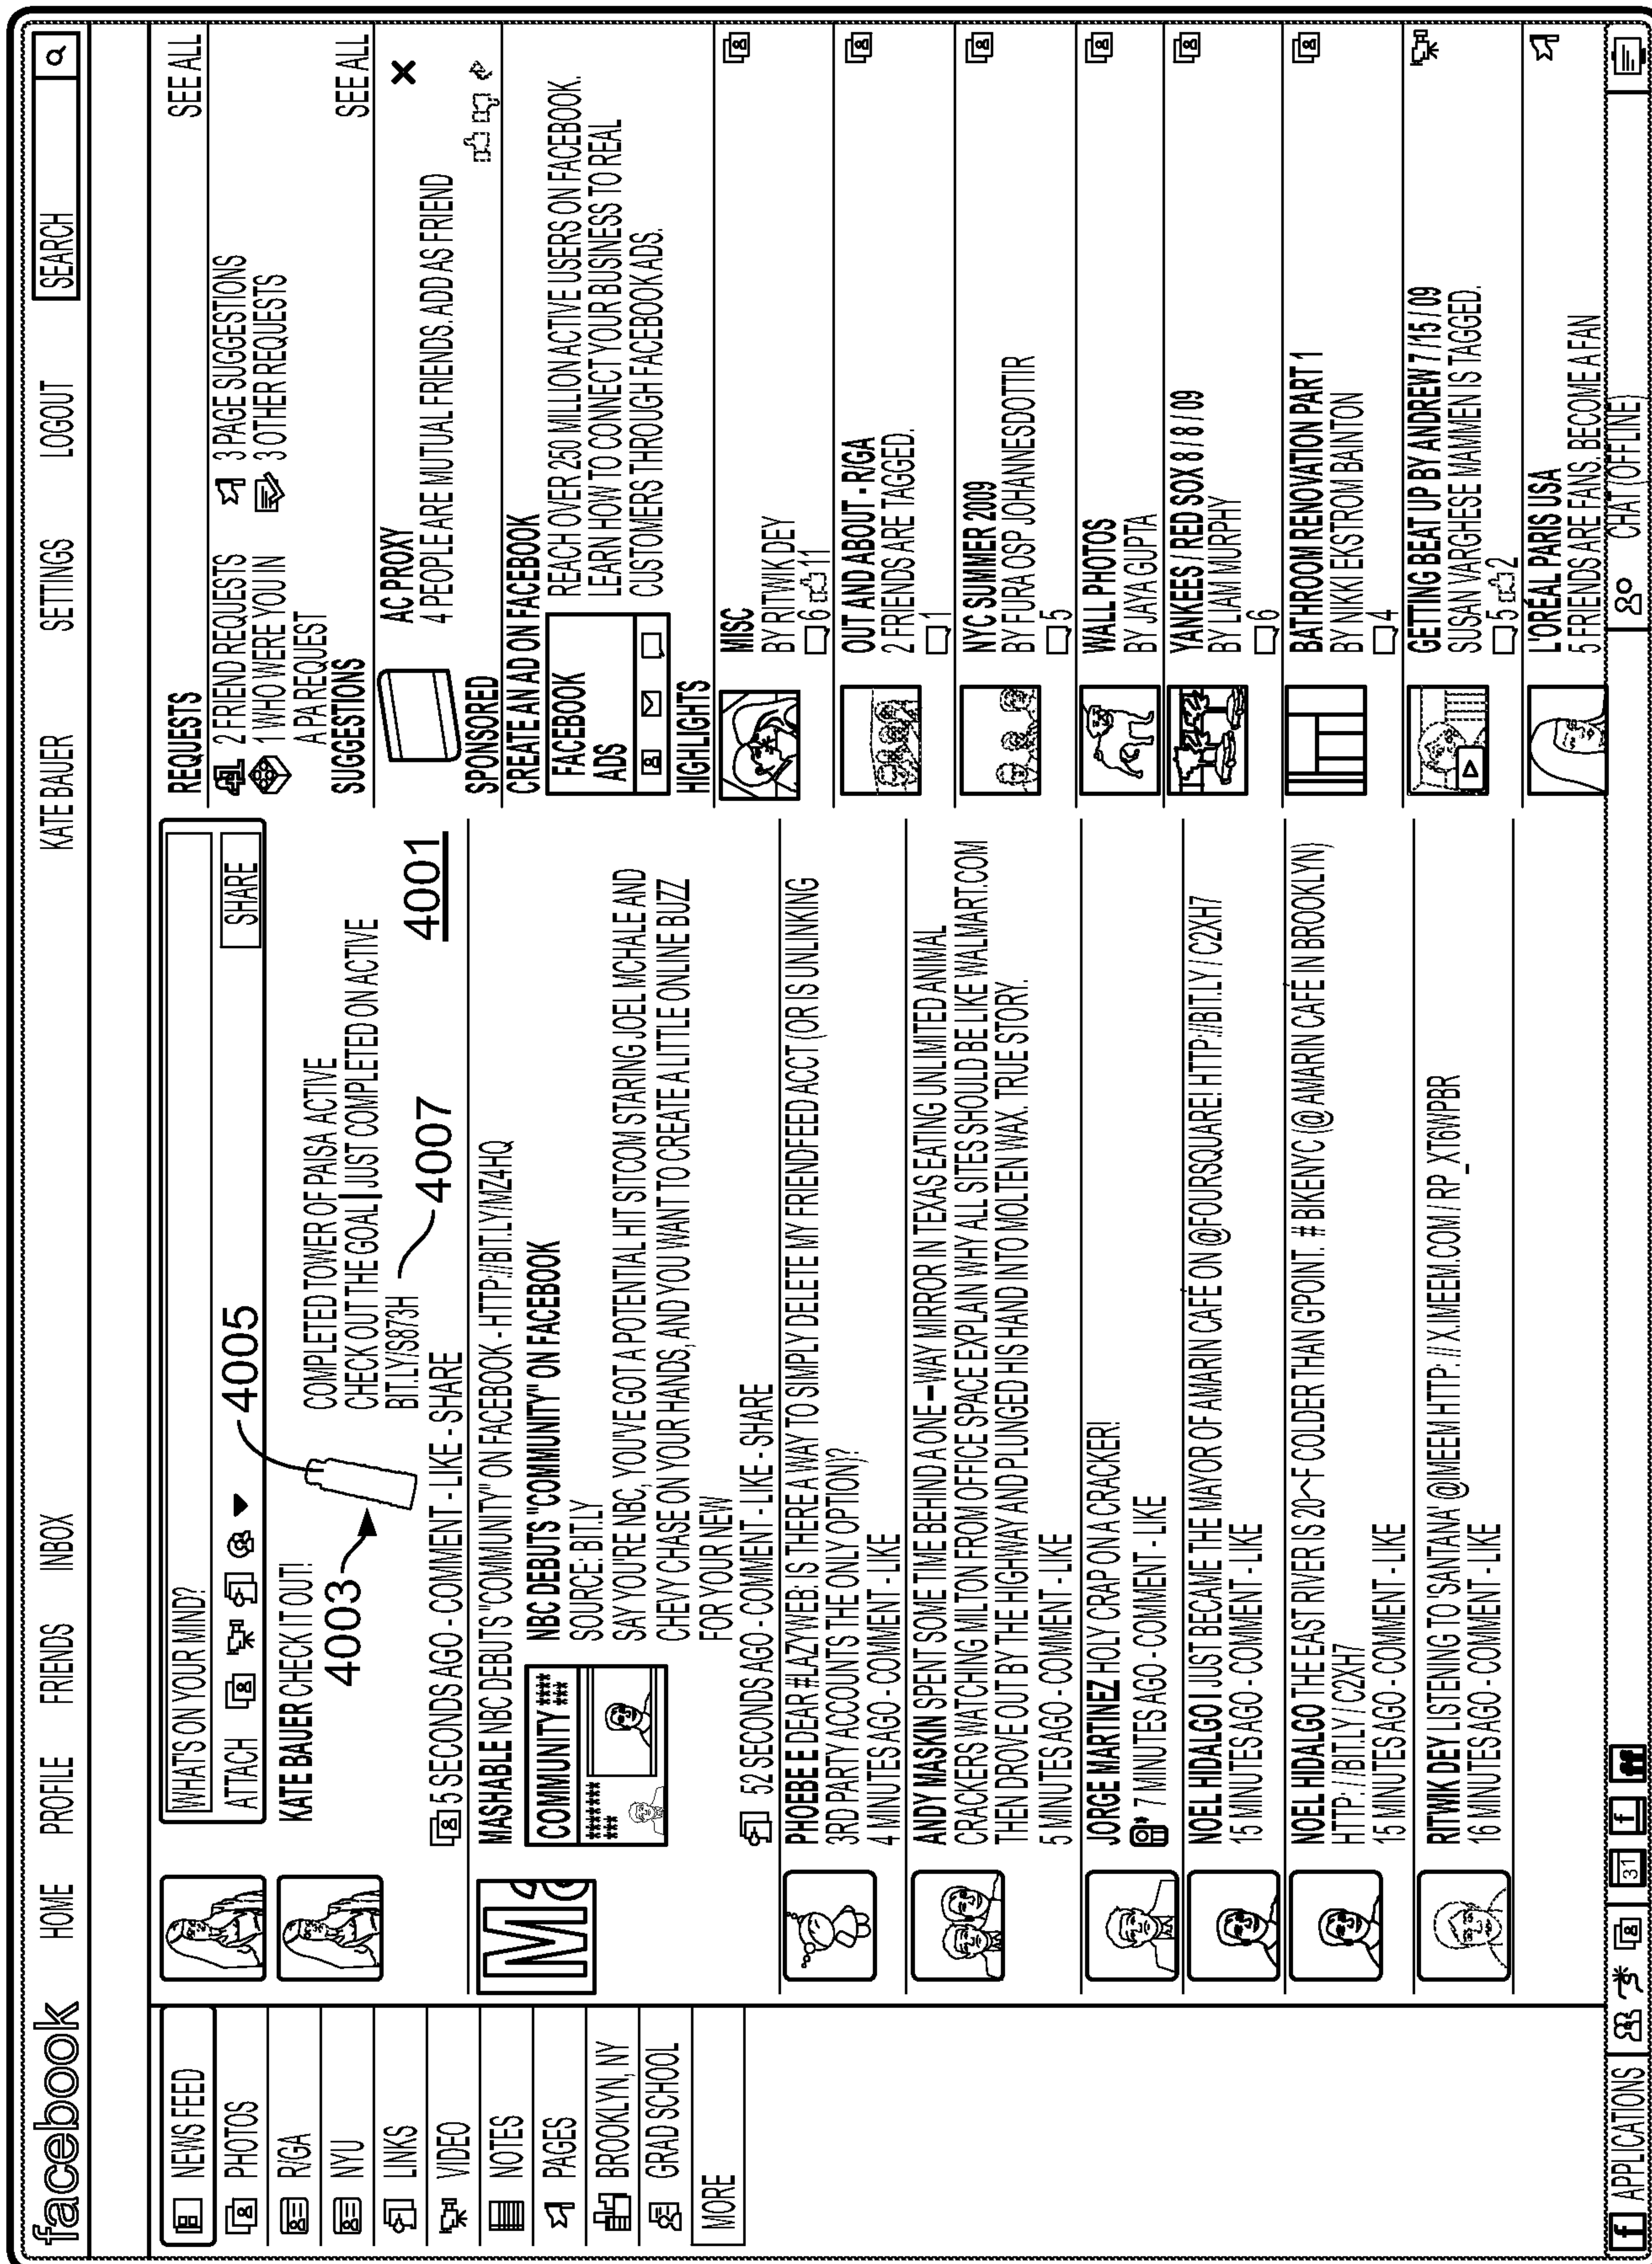 facebook
HOME PROFILE FRIENDS INBOX KATE BAUER SETTINGS LOGOUT SEARCH
NEWS FEED
PHOTOS
R/GA
NYU
LINKS
VIDEO
NOTES
PAGES
BROOKLYN, NY
GRAD SCHOOL
MORE
WHAT'S ON YOUR MIND?
ATTACH
SHARE
KATE BAUER CHECK IT OUT!
4003
4005
COMPLETED TOWER OF PAISA ACTIVE
CHECK OUT THE GOAL I JUST COMPLETED ON ACTIVE
BIT.LY/S873H
4007
4001
5 SECONDS AGO - COMMENT - LIKE - SHARE
MASHABLE NBC DEBUTS "COMMUNITY" ON FACEBOOK - HTTP://BIT.LY/MZ4HQ
COMMUNITY
NBC DEBUTS "COMMUNITY" ON FACEBOOK
SOURCE: BIT.LY
SAY YOU'RE NBC, YOU'VE GOT A POTENTIAL HIT SITCOM STARING JOEL MCHALE AND
CHEVY CHASE ON YOUR HANDS, AND YOU WANT TO CREATE A LITTLE ONLINE BUZZ
FOR YOUR NEW
52 SECONDS AGO - COMMENT - LIKE - SHARE
PHOEBE E DEAR #LAZYWEB: IS THERE A WAY TO SIMPLY DELETE MY FRIENDFEED ACCT (OR IS UNLINKING
3RD PARTY ACCOUNTS THE ONLY OPTION)?
4 MINUTES AGO - COMMENT - LIKE
ANDY MASKIN SPENT SOME TIME BEHIND A ONE-WAY MIRROR IN TEXAS EATING UNLIMITED ANIMAL
CRACKERS WATCHING MILTON FROM OFFICE SPACE EXPLAIN WHY ALL SITES SHOULD BE LIKE WALMART.COM
THEN DROVE OUT BY THE HIGHWAY AND PLUNGED HIS HAND INTO MOLTEN WAX. TRUE STORY.
5 MINUTES AGO - COMMENT - LIKE
JORGE MARTINEZ HOLY CRAP ON A CRACKER!
7 MINUTES AGO - COMMENT - LIKE
NOEL HIDALGO I JUST BECAME THE MAYOR OF AMARIN CAFÉ ON @FOURSQUARE! HTTP://BIT.LY / C2XH7
15 MINUTES AGO - COMMENT - LIKE
NOEL HIDALGO THE EAST RIVER IS 20~F COLDER THAN G'POINT. # BIKENYC (@ AMARIN CAFÉ IN BROOKLYN)
HTTP: //BIT.LY / C2XH7
15 MINUTES AGO - COMMENT - LIKE
RITWIK DEY LISTENING TO 'SANTANA' @IMEEM HTTP: // X.IMEEM.COM / RP_XT6WPBR
16 MINUTES AGO - COMMENT - LIKE
REQUESTS SEE ALL
2 FRIEND REQUESTS 3 PAGE SUGGESTIONS
1 WHO WERE YOU IN 3 OTHER REQUESTS
A PA REQUEST
SUGGESTIONS SEE ALL
AC PROXY
4 PEOPLE ARE MUTUAL FRIENDS. ADD AS FRIEND
SPONSORED
CREATE AN AD ON FACEBOOK
FACEBOOK
ADS
REACH OVER 250 MILLION ACTIVE USERS ON FACEBOOK.
LEARN HOW TO CONNECT YOUR BUSINESS TO REAL
CUSTOMERS THROUGH FACEBOOK ADS.
HIGHLIGHTS
MISC
BY RITWIK DEY
6 11
OUT AND ABOUT - R/GA
2 FRIENDS ARE TAGGED.
1
NYC SUMMER 2009
BY FURA OSP JOHANNESDOTTIR
5
WALL PHOTOS
BY JAYA GUPTA
YANKEES / RED SOX 8 / 8 / 09
BY LIAM MURPHY
6
BATHROOM RENOVATION PART 1
BY NIKKI EKSTROM BAINTON
4
GETTING BEAT UP BY ANDREW 7 /15 / 09
SUSAN VARGHESE MAMMEN IS TAGGED.
5 2
L'ORÉAL PARIS USA
5 FRIENDS ARE FANS. BECOME A FAN
f APPLICATIONS 31 f ff CHAT (OFFLINE)